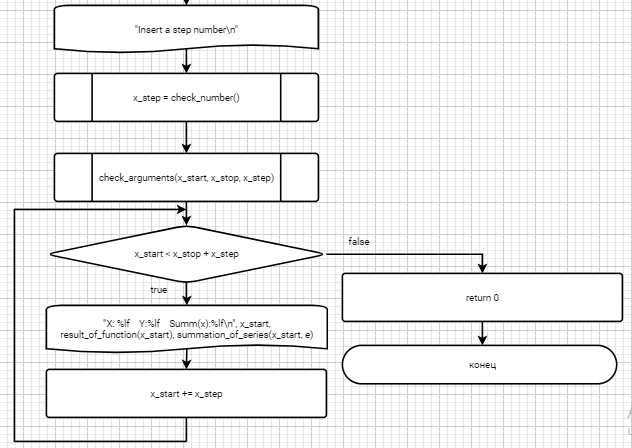 "Insert a step number\n"
x_step = check_number()
check_arguments(x_start, x_stop, x_step)
x_start < x_stop + x_step
false
true
return 0
"X: %lf    Y:%lf    Summ(x):%lf\n", x_start,
result_of_function(x_start), summation_of_series(x_start, e)
конец
x_start += x_step